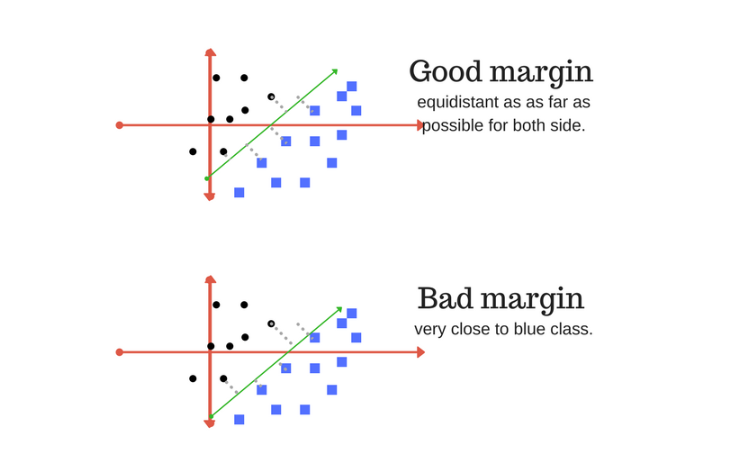 Good margin
equidistant as as far as
possible for both side.
Bad margin
very close to blue class.